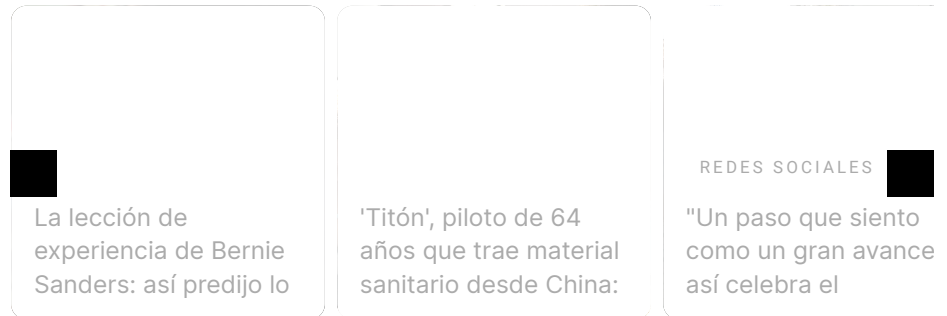 La lección de
experiencia de Bernie
Sanders: así predijo lo
'Titón', piloto de 64
años que trae material
sanitario desde China:
REDES SOCIALES
"Un paso que siento
como un gran avance
así celebra el